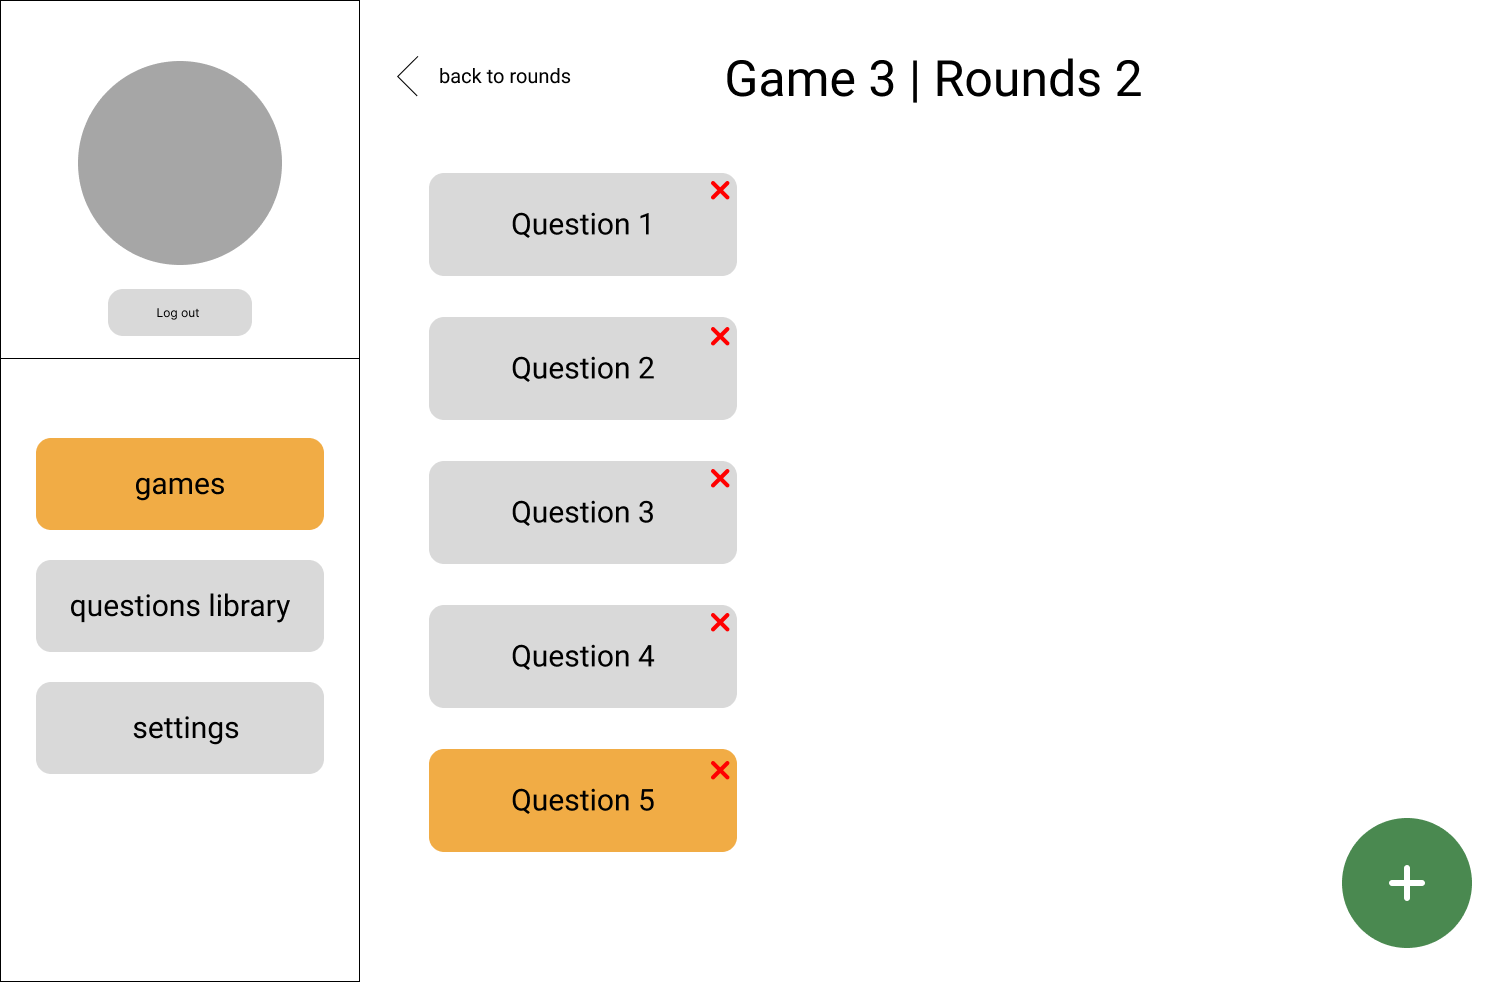 back to rounds
Game 3 | Rounds 2
Log out
games
questions library
settings
Question 1
Question 2
Question 3
Question 4
Question 5